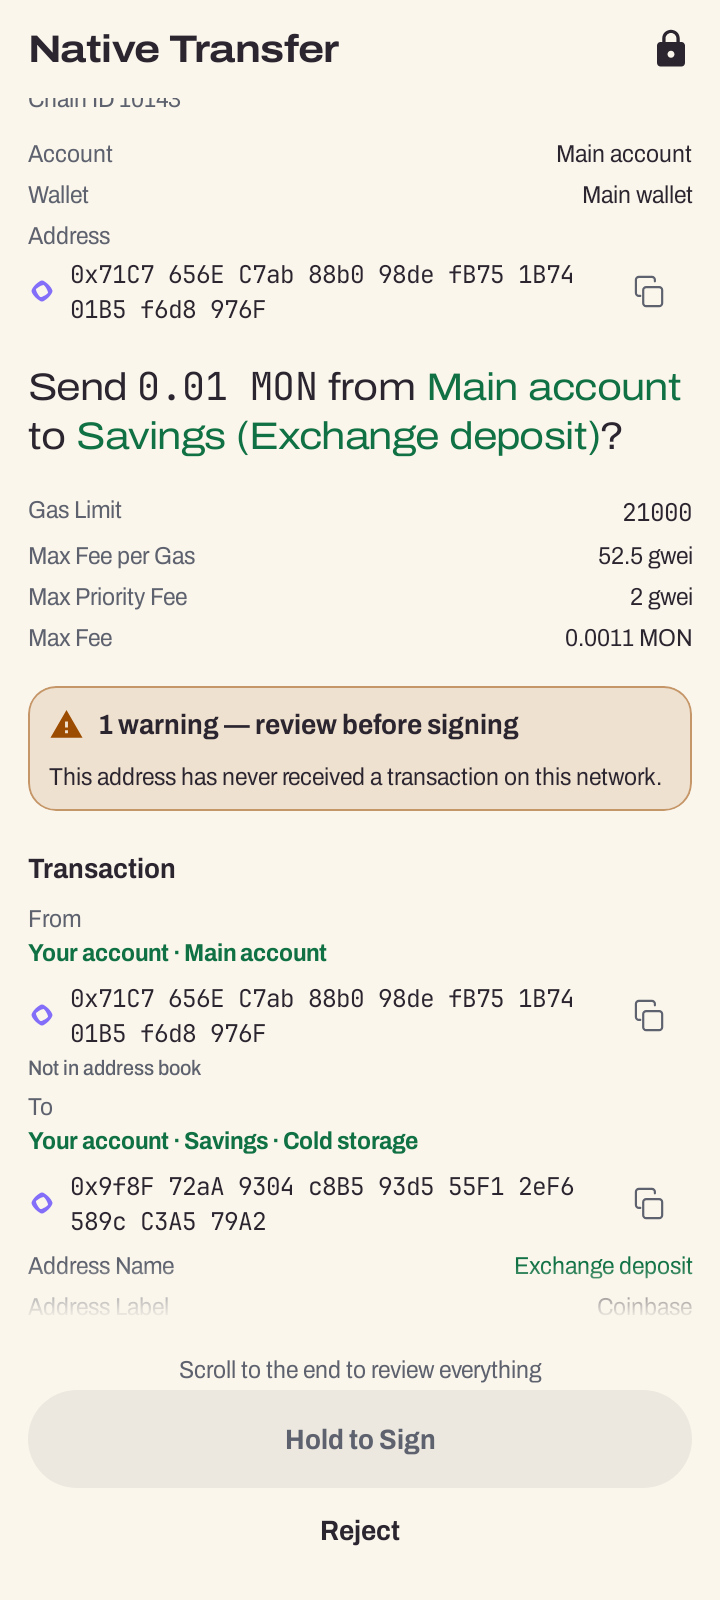 Native Transfer
Chain ID 10143
Account Main account
Wallet Main wallet
Address
0x71C7 656E C7ab 88b0 98de fB75 1B74
01B5 f6d8 976F
Send 0.01 MON from Main account
to Savings (Exchange deposit)?
Gas Limit 21000
Max Fee per Gas 52.5 gwei
Max Priority Fee 2 gwei
Max Fee 0.0011 MON
1 warning — review before signing
This address has never received a transaction on this network.
Transaction
From
Your account · Main account
0x71C7 656E C7ab 88b0 98de fB75 1B74
01B5 f6d8 976F
Not in address book
To
Your account · Savings · Cold storage
0x9f8F 72aA 9304 c8B5 93d5 55F1 2eF6
589c C3A5 79A2
Address Name Exchange deposit
Address Label Coinbase
Scroll to the end to review everything
Hold to Sign
Reject